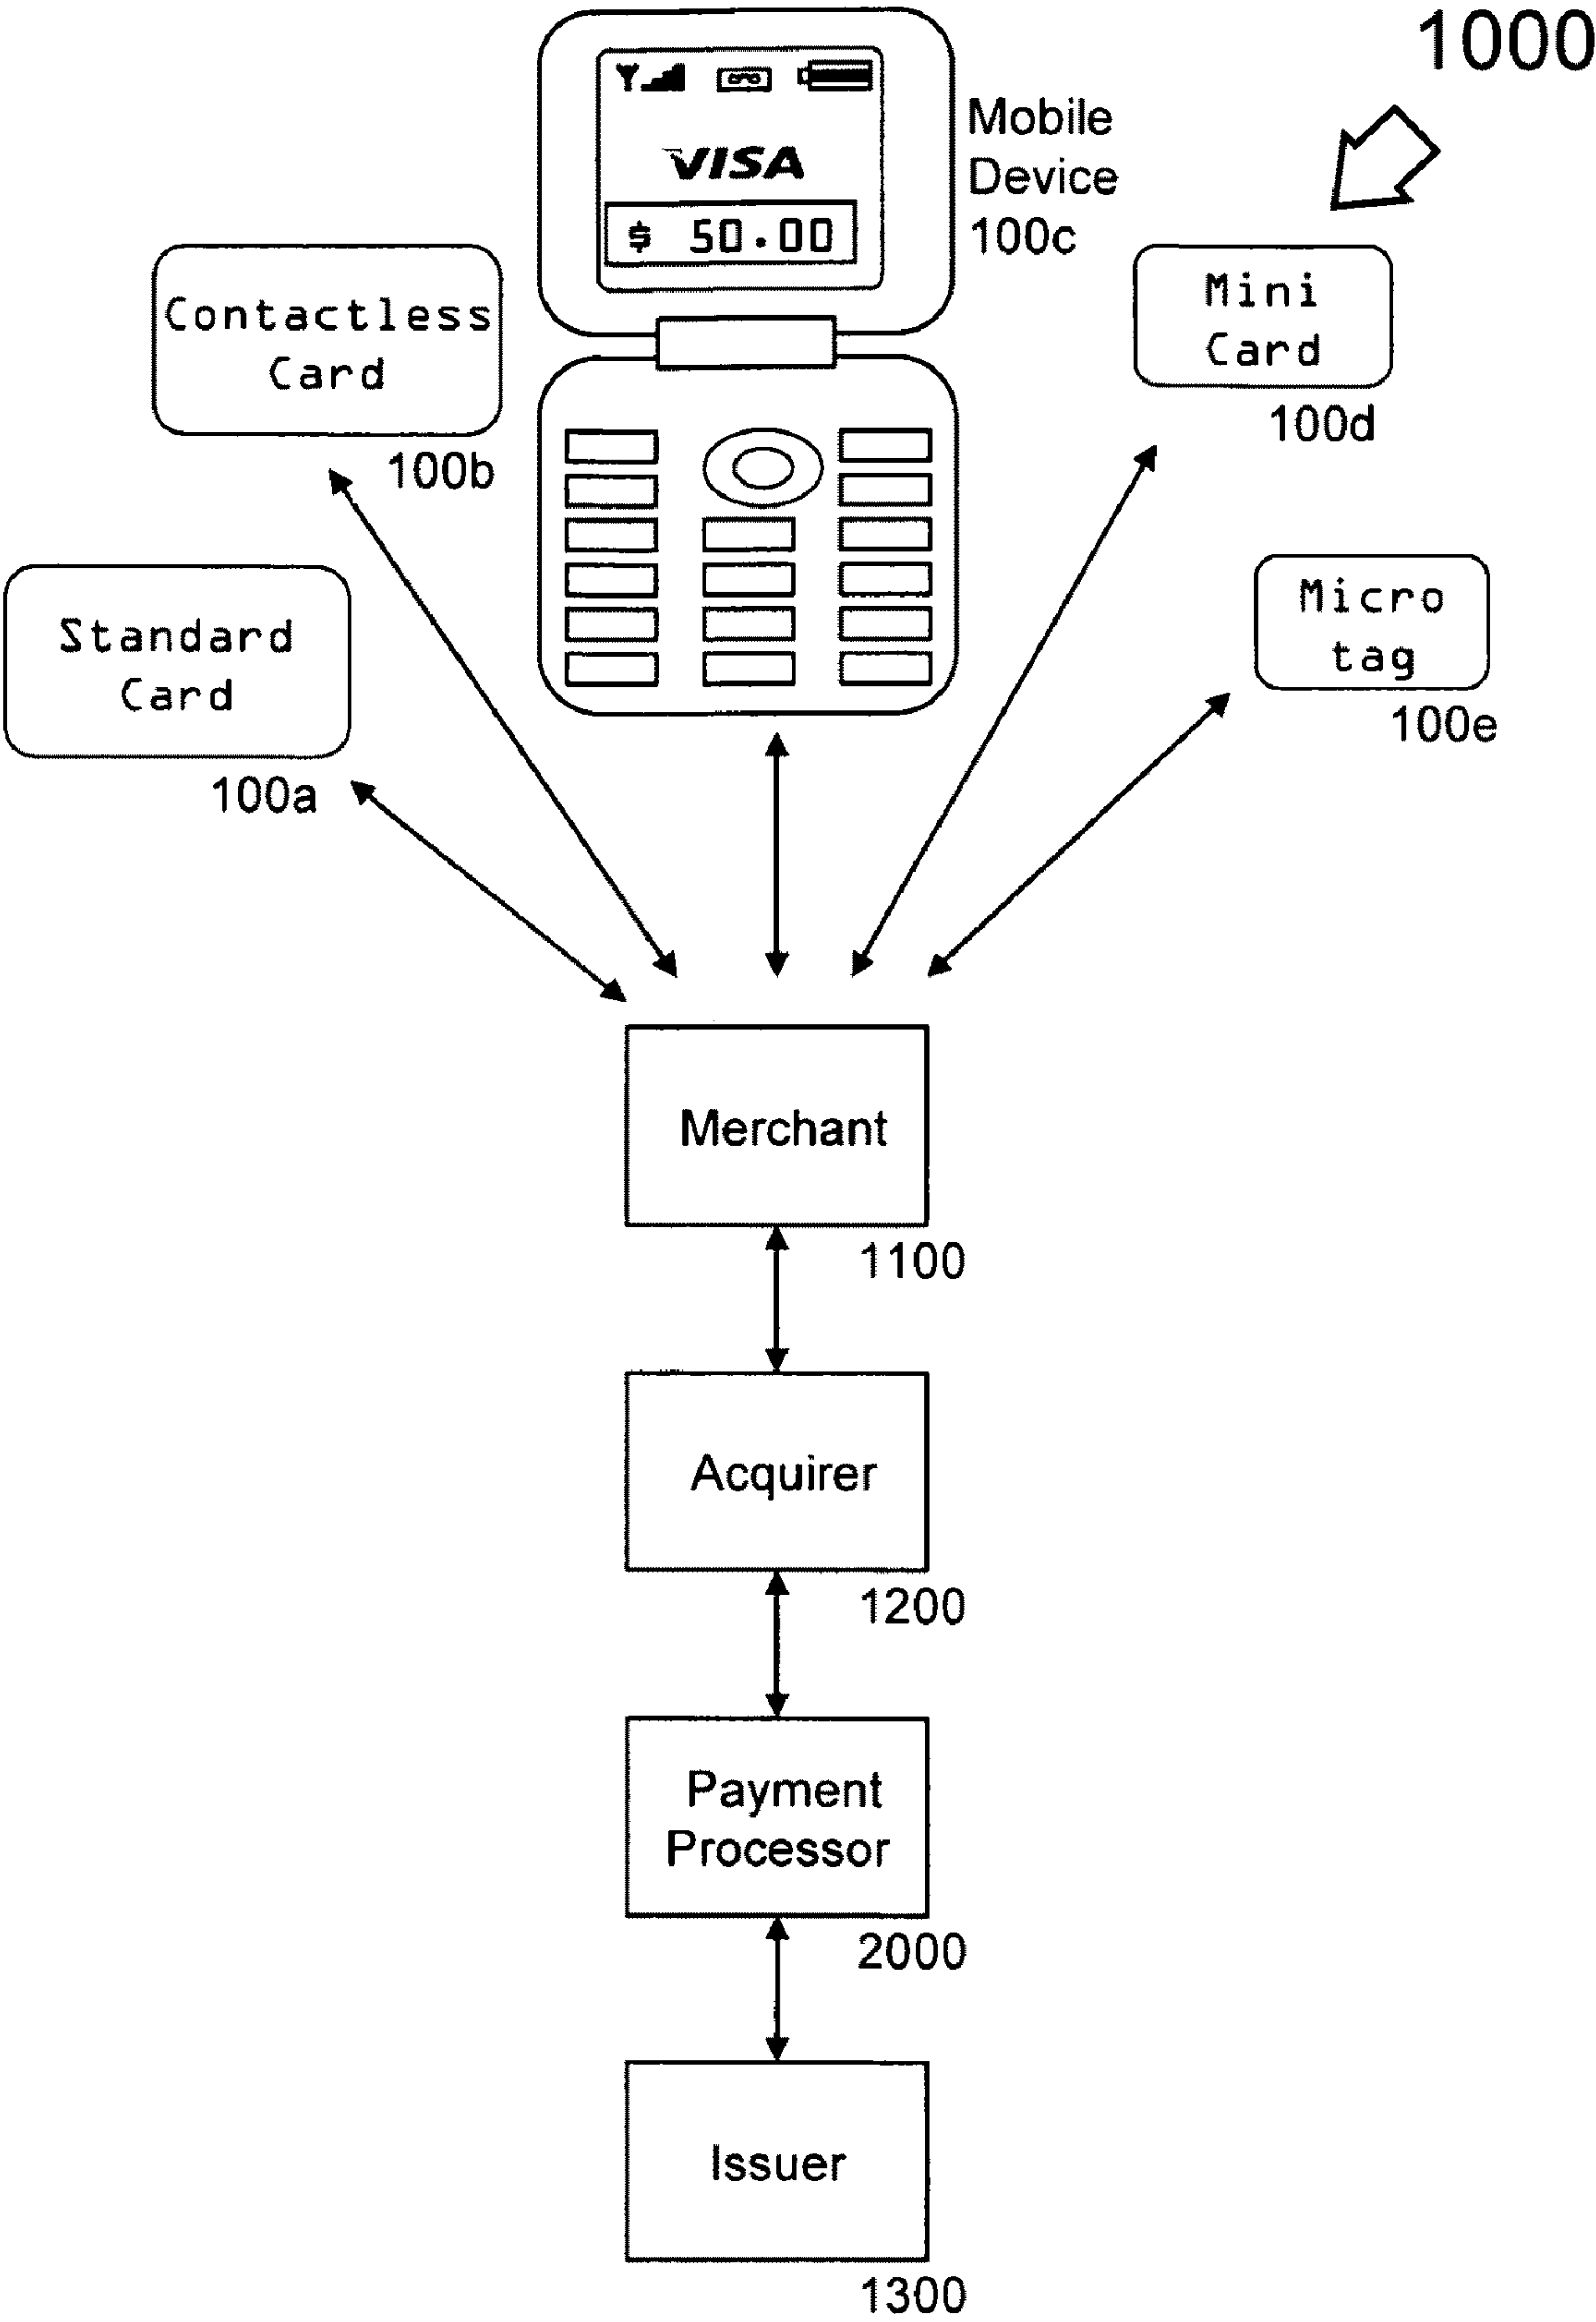 1000
VISA
$ 50.00
Mobile
Device
100c
Contactless
Card
100b
Mini
Card
100d
Standard
Card
100a
Micro
tag
100e
Merchant
1100
Acquirer
1200
Payment
Processor
2000
Issuer
1300